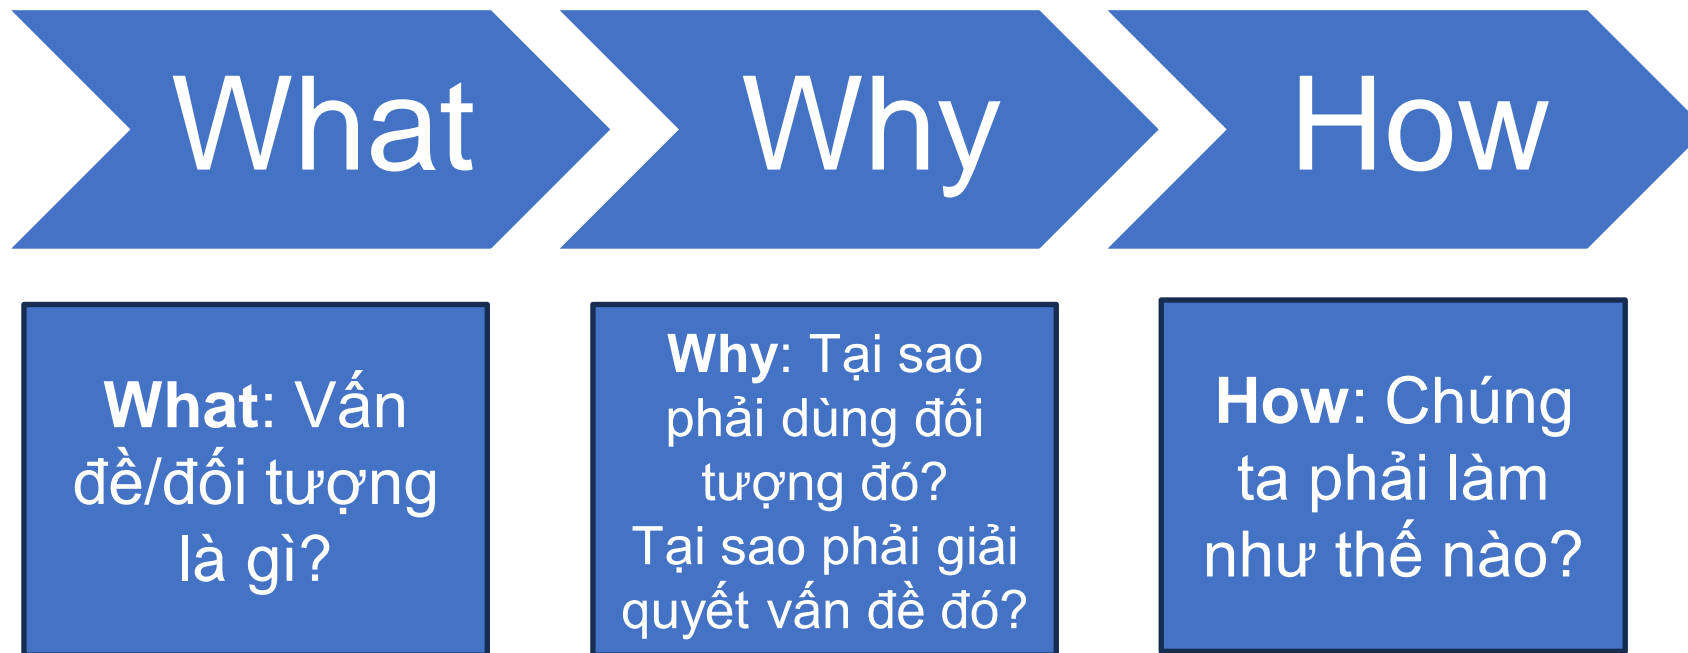 What
Why
How
What: Vấn
đề/đối tượng
là gì?
Why: Tại sao
phải dùng đối
tượng đó?
Tại sao phải giải
quyết vấn đề đó?
How: Chúng
ta phải làm
như thế nào?